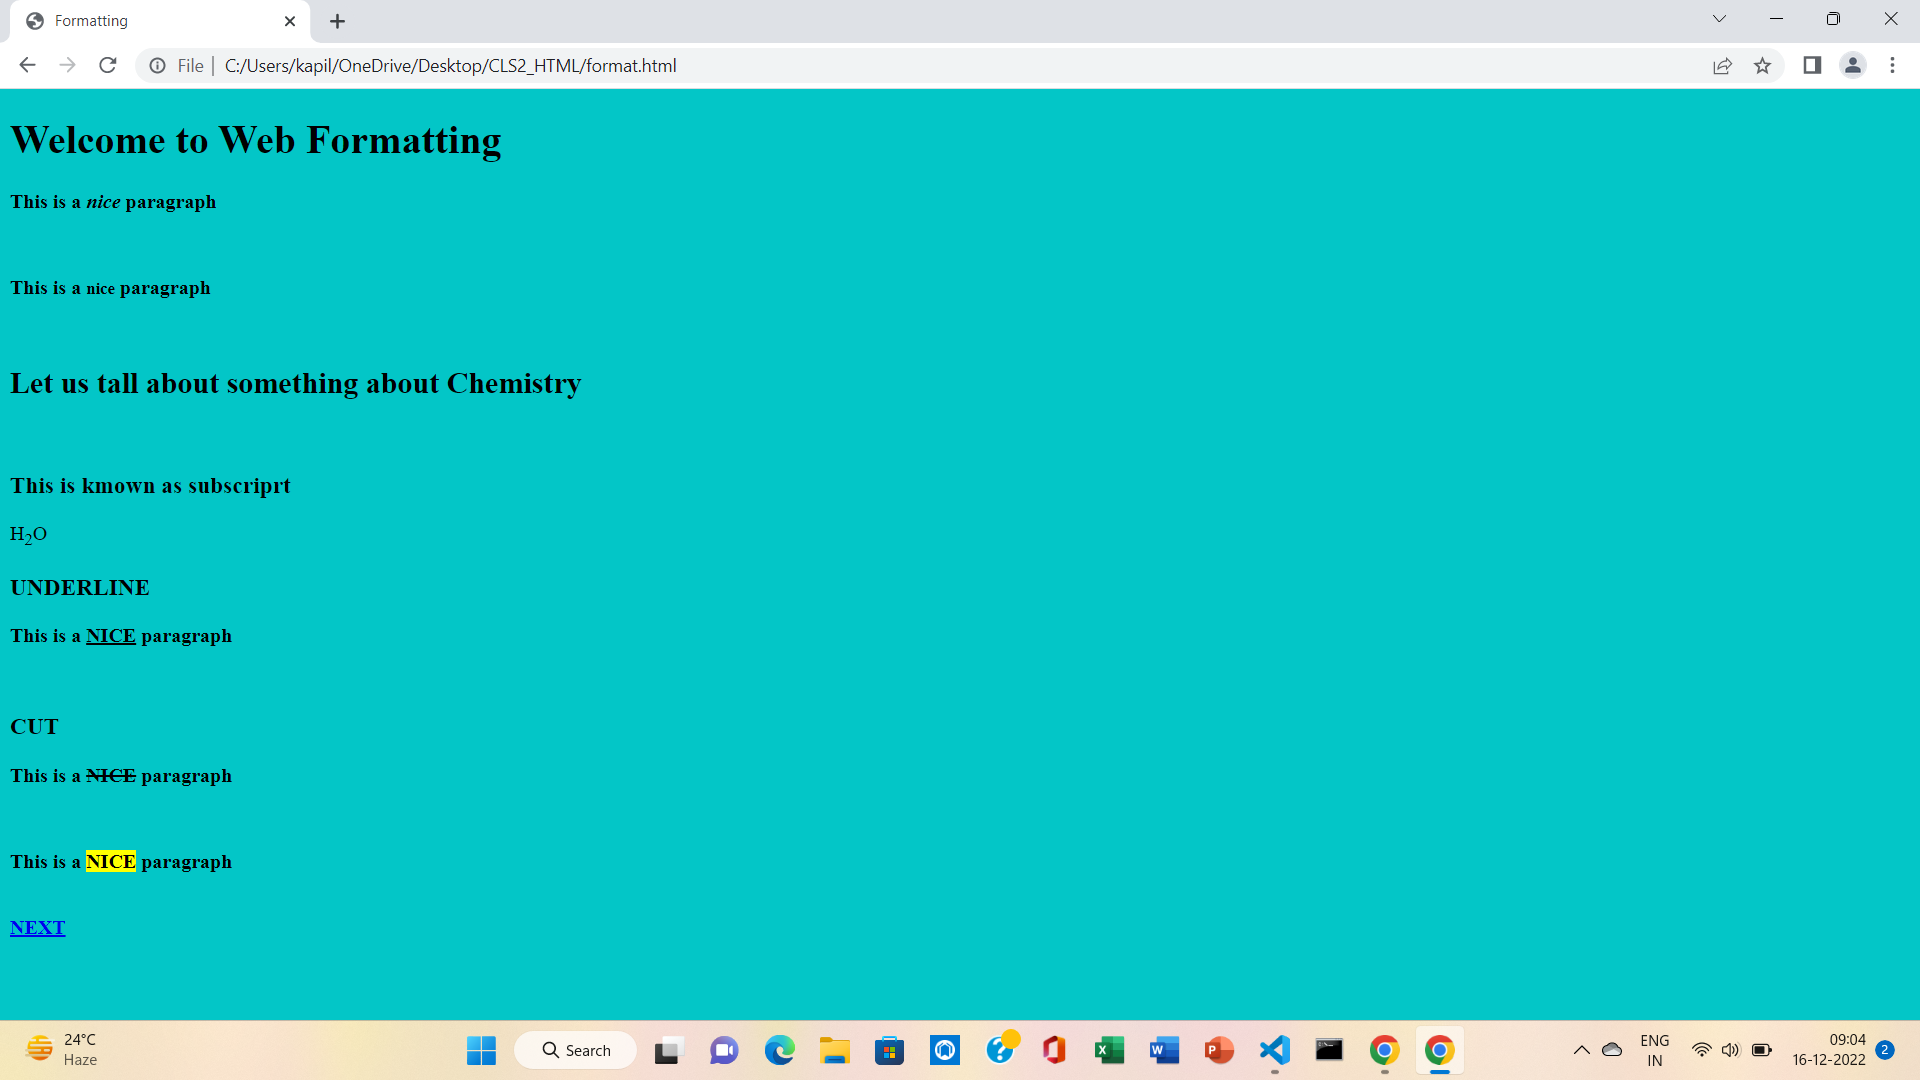 Formatting
File
C:/Users/kapil/OneDrive/Desktop/CLS2_HTML/format.html
Welcome to Web Formatting
This is a nice paragraph
This is a nice paragraph
Let us tall about something about Chemistry
This is kmown as subscriprt
H₂O
UNDERLINE
This is a NICE paragraph
CUT
This is a NICE paragraph
This is a NICE paragraph
NEXT
24°C
Haze
Search
ENG
IN
09:04
16-12-2022
2